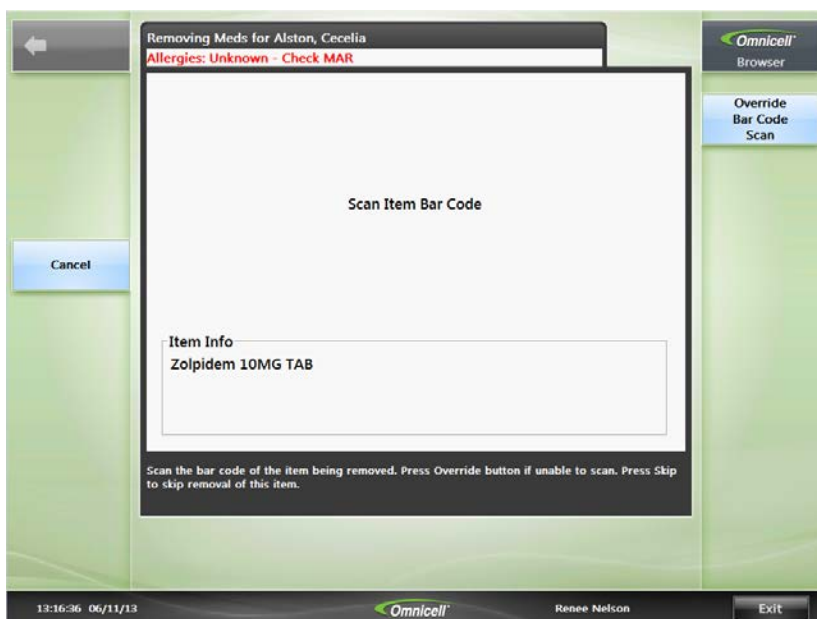 Removing Meds for Alston, Cecelia
Allergies: Unknown - Check MAR
Omnicell
Browser
Override
Bar Code
Scan
Scan Item Bar Code
Cancel
Item Info
Zolpidem 10MG TAB
Scan the bar code of the item being removed. Press Override button if unable to scan. Press Skip
to skip removal of this item.
13:16:36 06/11/13
Omnicell
Renee Nelson
Exit